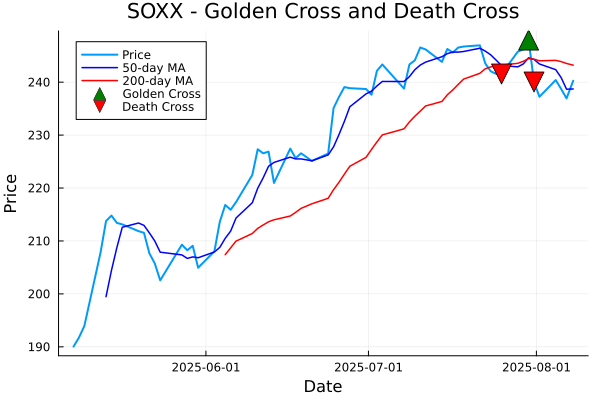 SOXX - Golden Cross and Death Cross
Price
50-day MA
200-day MA
Golden Cross
Death Cross
240
230
220
210
200
190
Price
2025-06-01
2025-07-01
2025-08-01
Date